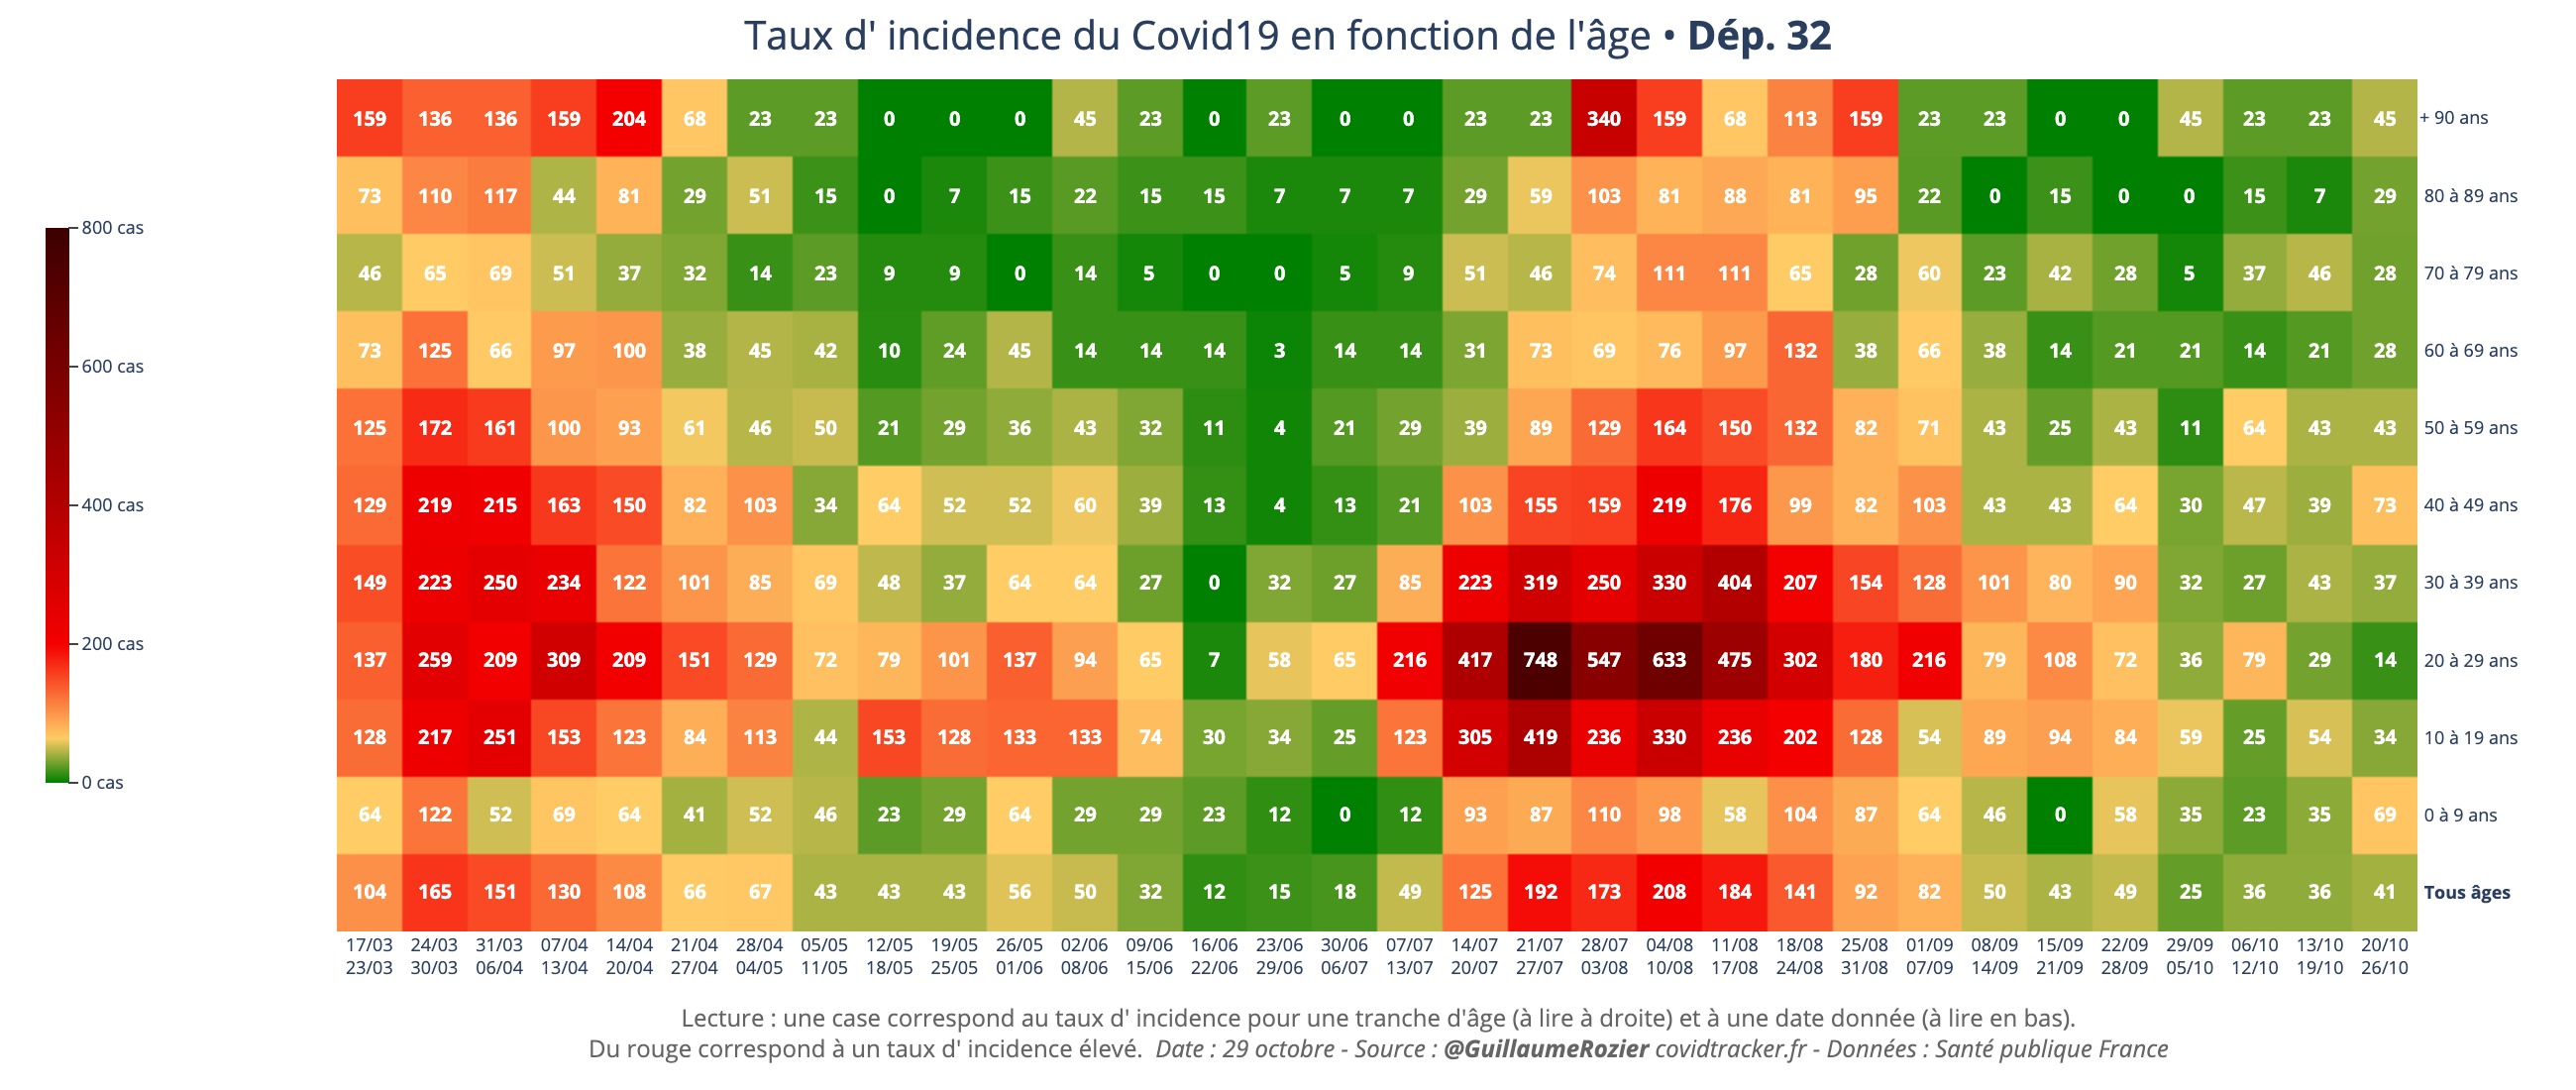 Taux d' incidence du Covid19 en fonction de l'âge • Dép. 32
800 cas
600 cas
400 cas
200 cas
0 cas
159 136 136 159 204 68 23 23 0 0 0 45 23 0 23 0 0 23 23 340 159 68 113 159 23 23 0 0 45 23 23 45 + 90 ans
73 110 117 44 81 29 51 15 0 7 15 22 15 15 7 7 7 29 59 103 81 88 81 95 22 0 15 0 0 15 7 29 80 à 89 ans
46 65 69 51 37 32 14 23 9 9 0 14 5 0 0 5 9 51 46 74 111 111 65 28 60 23 42 28 5 37 46 28 70 à 79 ans
73 125 66 97 100 38 45 42 10 24 45 14 14 14 3 14 14 31 73 69 76 97 132 38 66 38 14 21 21 14 21 28 60 à 69 ans
125 172 161 100 93 61 46 50 21 29 36 43 32 11 4 21 29 39 89 129 164 150 132 82 71 43 25 43 11 64 43 43 50 à 59 ans
129 219 215 163 150 82 103 34 64 52 52 60 39 13 4 13 21 103 155 159 219 176 99 82 103 43 43 64 30 47 39 73 40 à 49 ans
149 223 250 234 122 101 85 69 48 37 64 64 27 0 32 27 85 223 319 250 330 404 207 154 128 101 80 90 32 27 43 37 30 à 39 ans
137 259 209 309 209 151 129 72 79 101 137 94 65 7 58 65 216 417 748 547 633 475 302 180 216 79 108 72 36 79 29 14 20 à 29 ans
128 217 251 153 123 84 113 44 153 128 133 133 74 30 34 25 123 305 419 236 330 236 202 128 54 89 94 84 59 25 54 34 10 à 19 ans
64 122 52 69 64 41 52 46 23 29 64 29 29 23 12 0 12 93 87 110 98 58 104 87 64 46 0 58 35 23 35 69 0 à 9 ans
104 165 151 130 108 66 67 43 43 43 56 50 32 12 15 18 49 125 192 173 208 184 141 92 82 50 43 49 25 36 36 41 Tous âges
17/03 24/03 31/03 07/04 14/04 21/04 28/04 05/05 12/05 19/05 26/05 02/06 09/06 16/06 23/06 30/06 07/07 14/07 21/07 28/07 04/08 11/08 18/08 25/08 01/09 08/09 15/09 22/09 29/09 06/10 13/10 20/10
23/03 30/03 06/04 13/04 20/04 27/04 04/05 11/05 18/05 25/05 01/06 08/06 15/06 22/06 29/06 06/07 13/07 20/07 27/07 03/08 10/08 17/08 24/08 31/08 07/09 14/09 21/09 28/09 05/10 12/10 19/10 26/10
Lecture : une case correspond au taux d' incidence pour une tranche d'âge (à lire à droite) et à une date donnée (à lire en bas).
Du rouge correspond à un taux d' incidence élevé. Date : 29 octobre - Source : @GuillaumeRozier covidtracker.fr - Données : Santé publique France